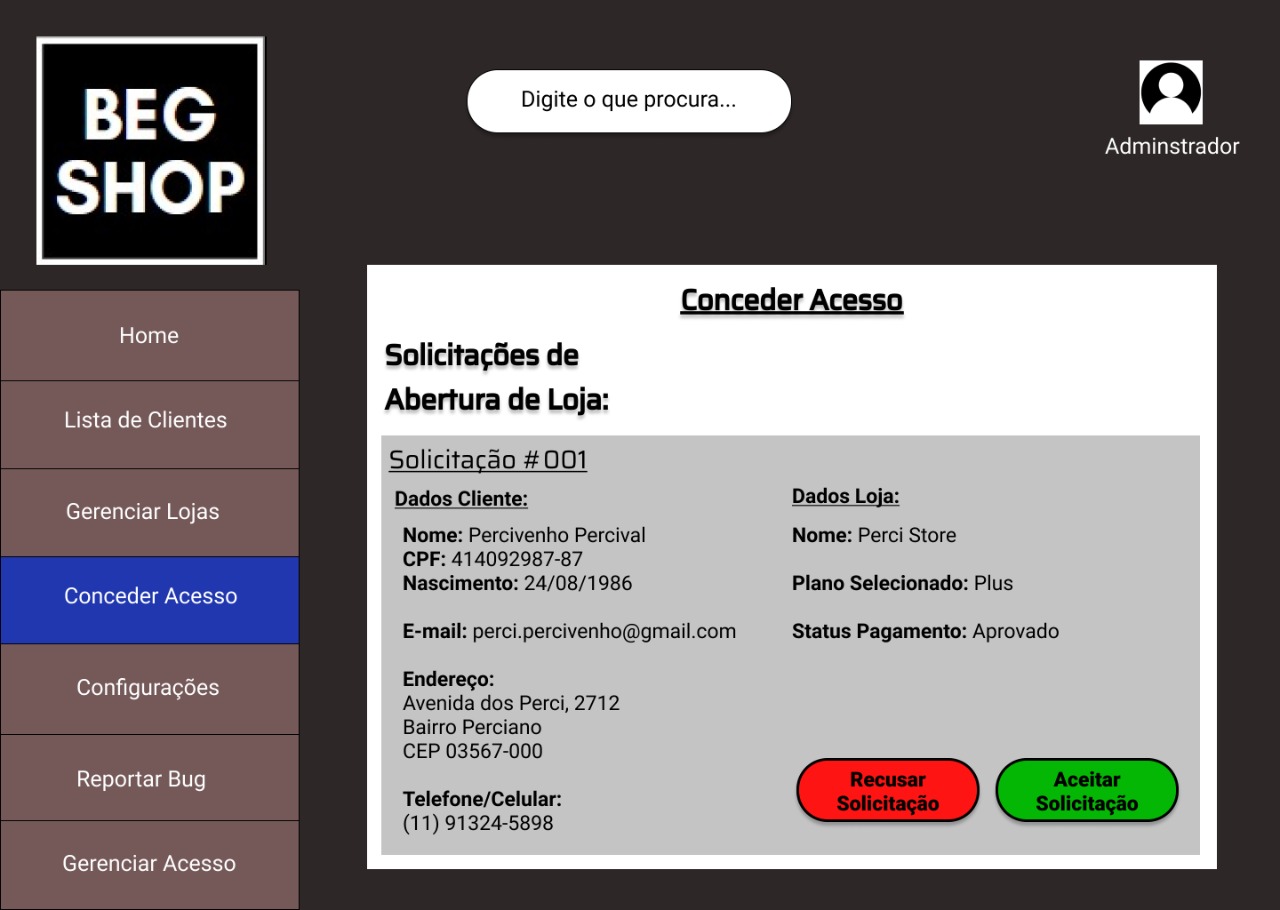 BEG
SHOP
Digite o que procura...
Adminstrador
Home
Lista de Clientes
Gerenciar Lojas
Conceder Acesso
Configurações
Reportar Bug
Gerenciar Acesso
Conceder Acesso
Solicitações de
Abertura de Loja:
Solicitação #001
Dados Cliente:
Nome: Percivenho Percival
CPF: 414092987-87
Nascimento: 24/08/1986
E-mail: perci.percivenho@gmail.com
Endereço:
Avenida dos Perci, 2712
Bairro Perciano
CEP 03567-000
Telefone/Celular:
(11) 91324-5898
Dados Loja:
Nome: Perci Store
Plano Selecionado: Plus
Status Pagamento: Aprovado
Recusar
Solicitação
Aceitar
Solicitação